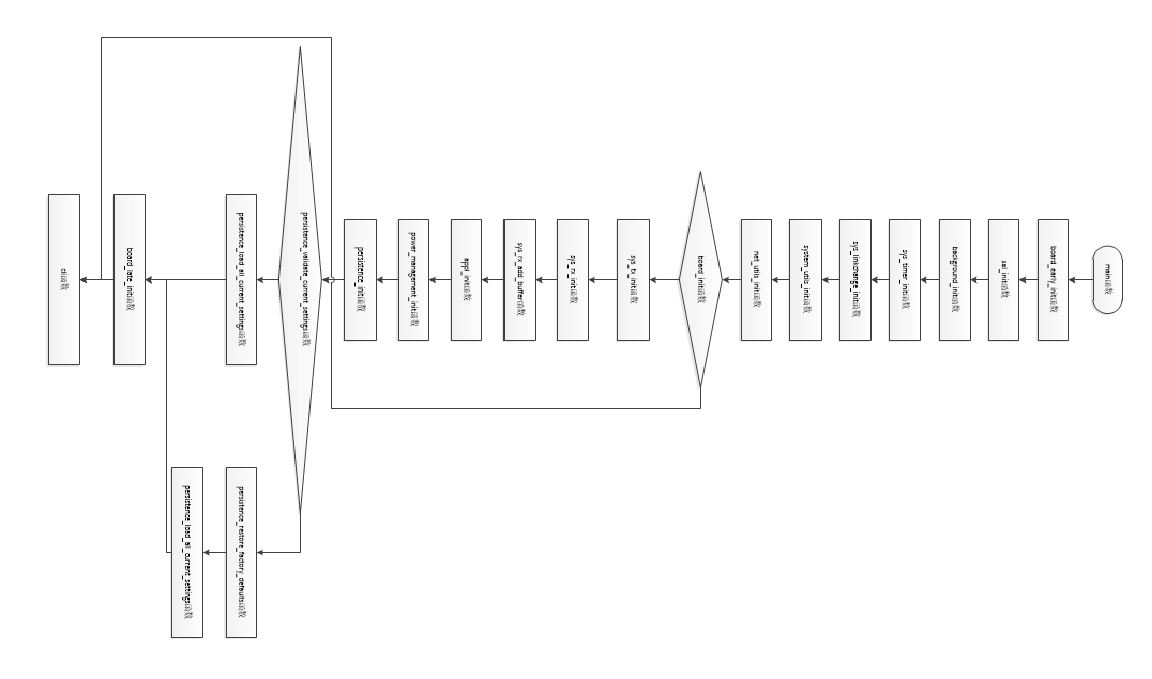 main函数
board_early_init函数
sal_init函数
background_init函数
sys_timer_init函数
sys_linkchange_init函数
system_utils_init函数
net_utils_init函数
board_init函数
sys_tx_init函数
sys_rx_init函数
sys_rx_add_buffer函数
appl_init函数
power_management_init函数
persistence_init函数
persistence_validate_current_settings函数
persistence_load_all_current_settings函数
board_late_init函数
cli函数
persistence_restore_factory_defaults函数
persistence_load_all_current_settings函数